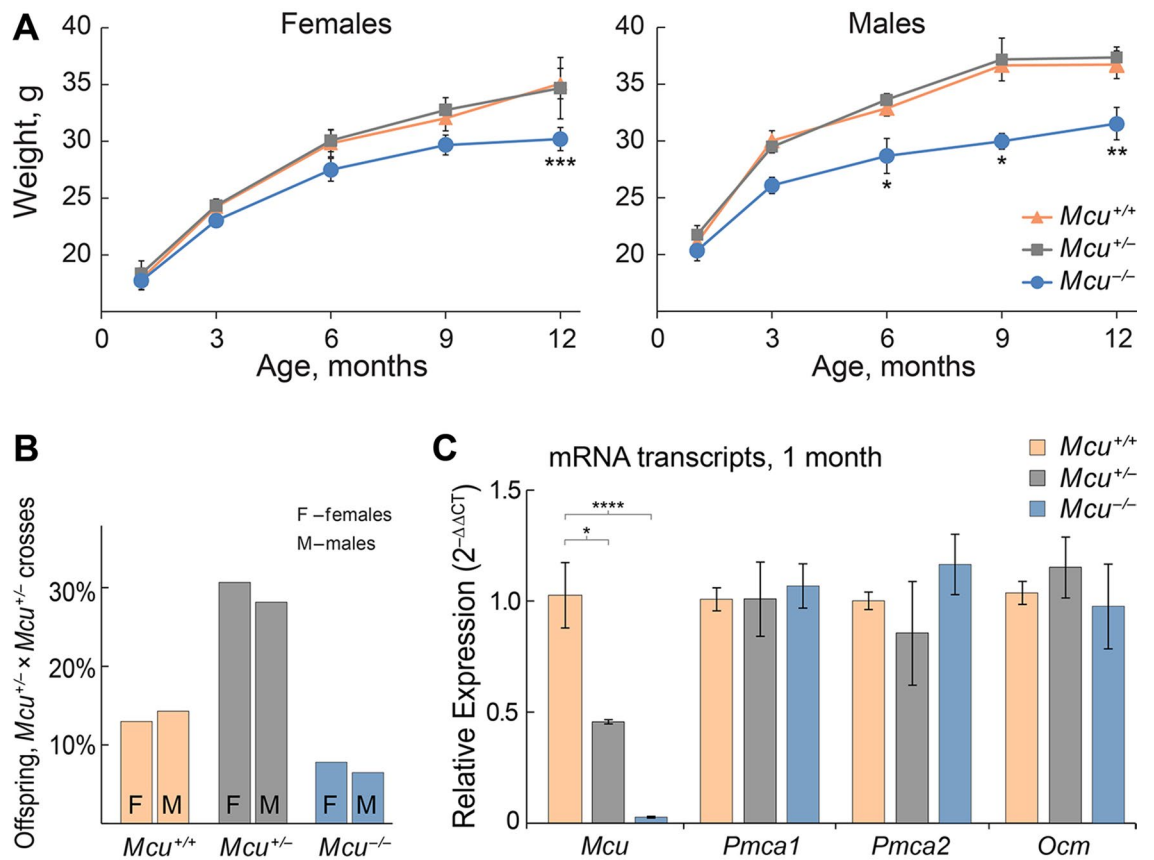 A
Females
Males
Weight, g
40
35
30
25
20
***
0
3
6
9
12
Age, months
40
35
30
25
20
*
*
**
Mcu+/+
Mcu+/–
Mcu–/–
0
3
6
9
12
Age, months
B
Offspring, Mcu+/– × Mcu+/– crosses
F –females
M–males
30%
20%
10%
F
M
F
M
F
M
Mcu+/+
Mcu+/–
Mcu–/–
C
mRNA transcripts, 1 month
Mcu+/+
Mcu+/–
Mcu–/–
Relative Expression (2–ΔΔCT)
1.5
1.0
0.5
0
****
*
Mcu
Pmca1
Pmca2
Ocm